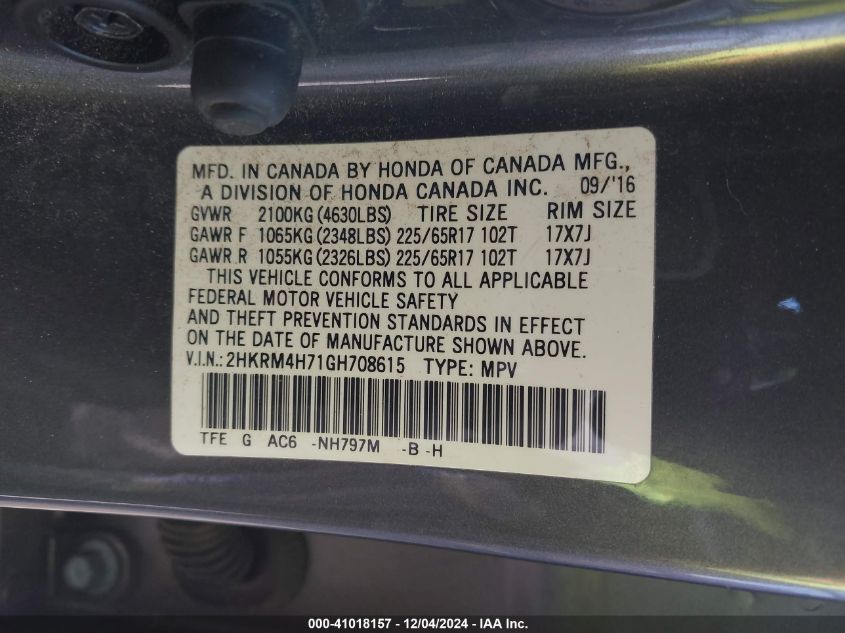 MFD. IN CANADA BY HONDA OF CANADA MFG.,
A DIVISION OF HONDA CANADA INC. 09/'16
GVWR 2100KG (4630LBS) TIRE SIZE RIM SIZE
GAWR F 1065KG (2348LBS) 225/65R17 102T 17X7J
GAWR R 1055KG (2326LBS) 225/65R17 102T 17X7J
THIS VEHICLE CONFORMS TO ALL APPLICABLE
FEDERAL MOTOR VEHICLE SAFETY
AND THEFT PREVENTION STANDARDS IN EFFECT
ON THE DATE OF MANUFACTURE SHOWN ABOVE.
V.I.N.: 2HKRM4H71GH708615 TYPE: MPV
TFE G AC6 -NH797M -B -H
000-41018157 - 12/04/2024 - IAA Inc.